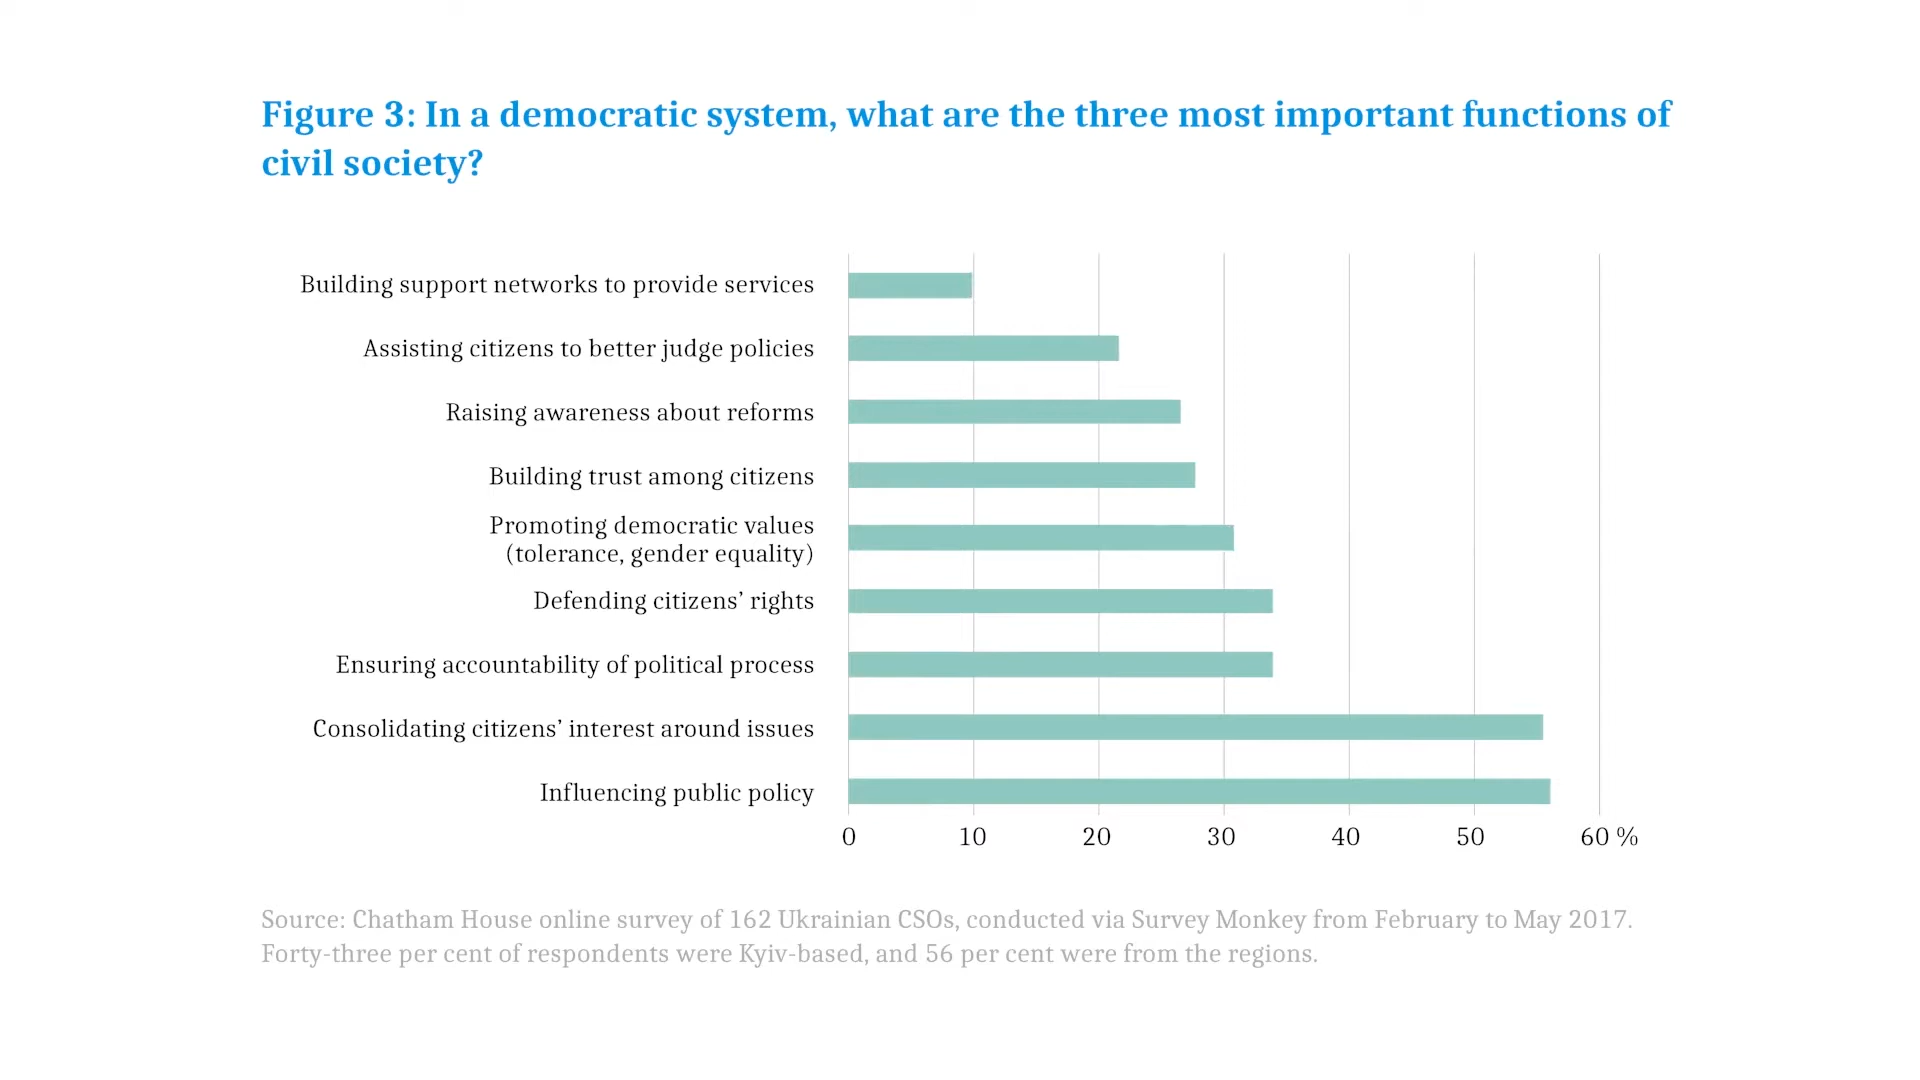 Figure 3: In a democratic system, what are the three most important functions of
civil society?
Building support networks to provide services
Assisting citizens to better judge policies
Raising awareness about reforms
Building trust among citizens
Promoting democratic values
(tolerance, gender equality)
Defending citizens’ rights
Ensuring accountability of political process
Consolidating citizens’ interest around issues
Influencing public policy
0 10 20 30 40 50 60 %
Source: Chatham House online survey of 162 Ukrainian CSOs, conducted via Survey Monkey from February to May 2017.
Forty-three per cent of respondents were Kyiv-based, and 56 per cent were from the regions.